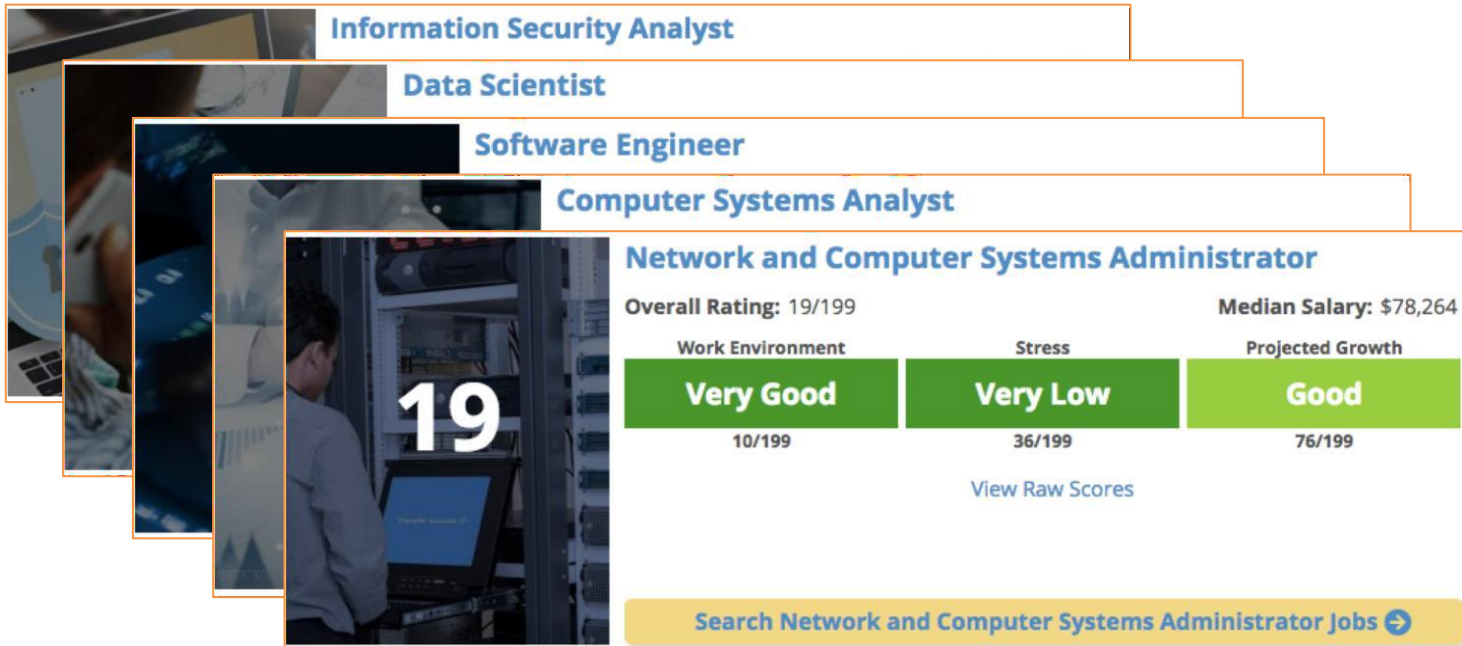 Information Security Analyst
Data Scientist
Software Engineer
Computer Systems Analyst
Network and Computer Systems Administrator
Overall Rating: 19/199 Median Salary: $78,264
Work Environment Stress Projected Growth
Very Good Very Low Good
10/199 36/199 76/199
19
View Raw Scores
Search Network and Computer Systems Administrator Jobs